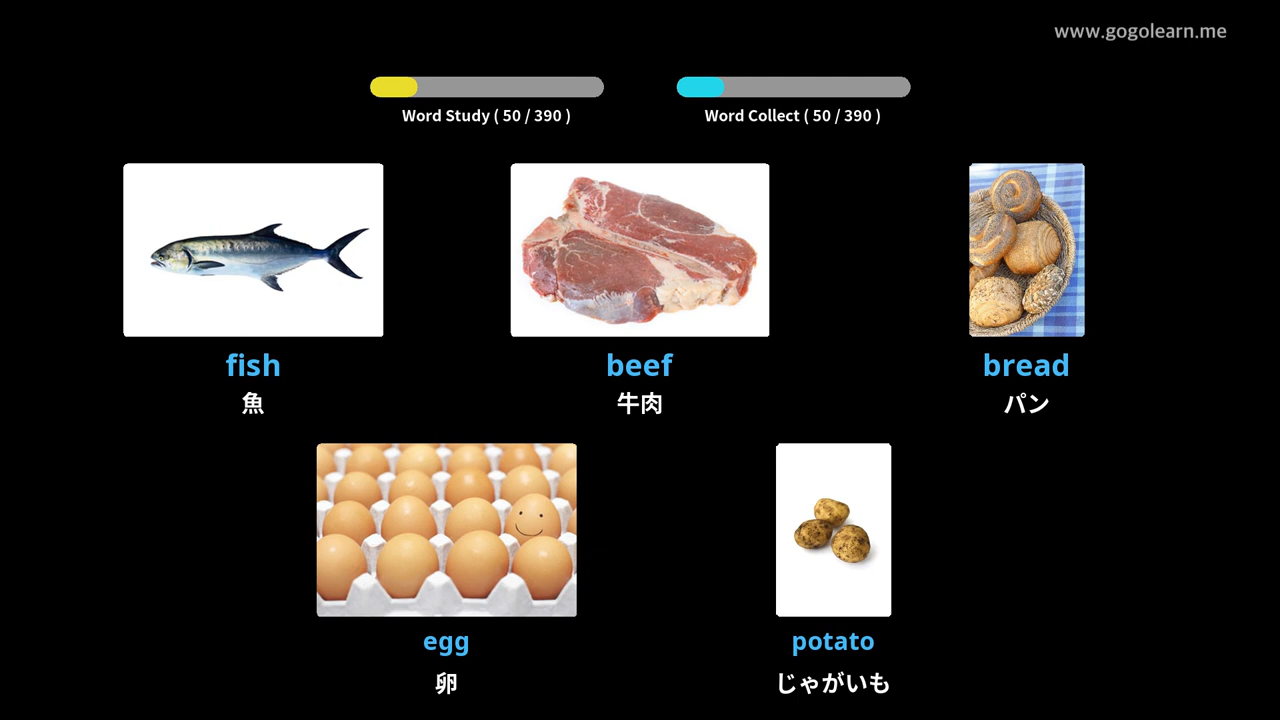 www.gogolearn.me
Word Study ( 50 / 390 )
Word Collect ( 50 / 390 )
fish
魚
beef
牛肉
bread
パン
egg
卵
potato
じゃがいも